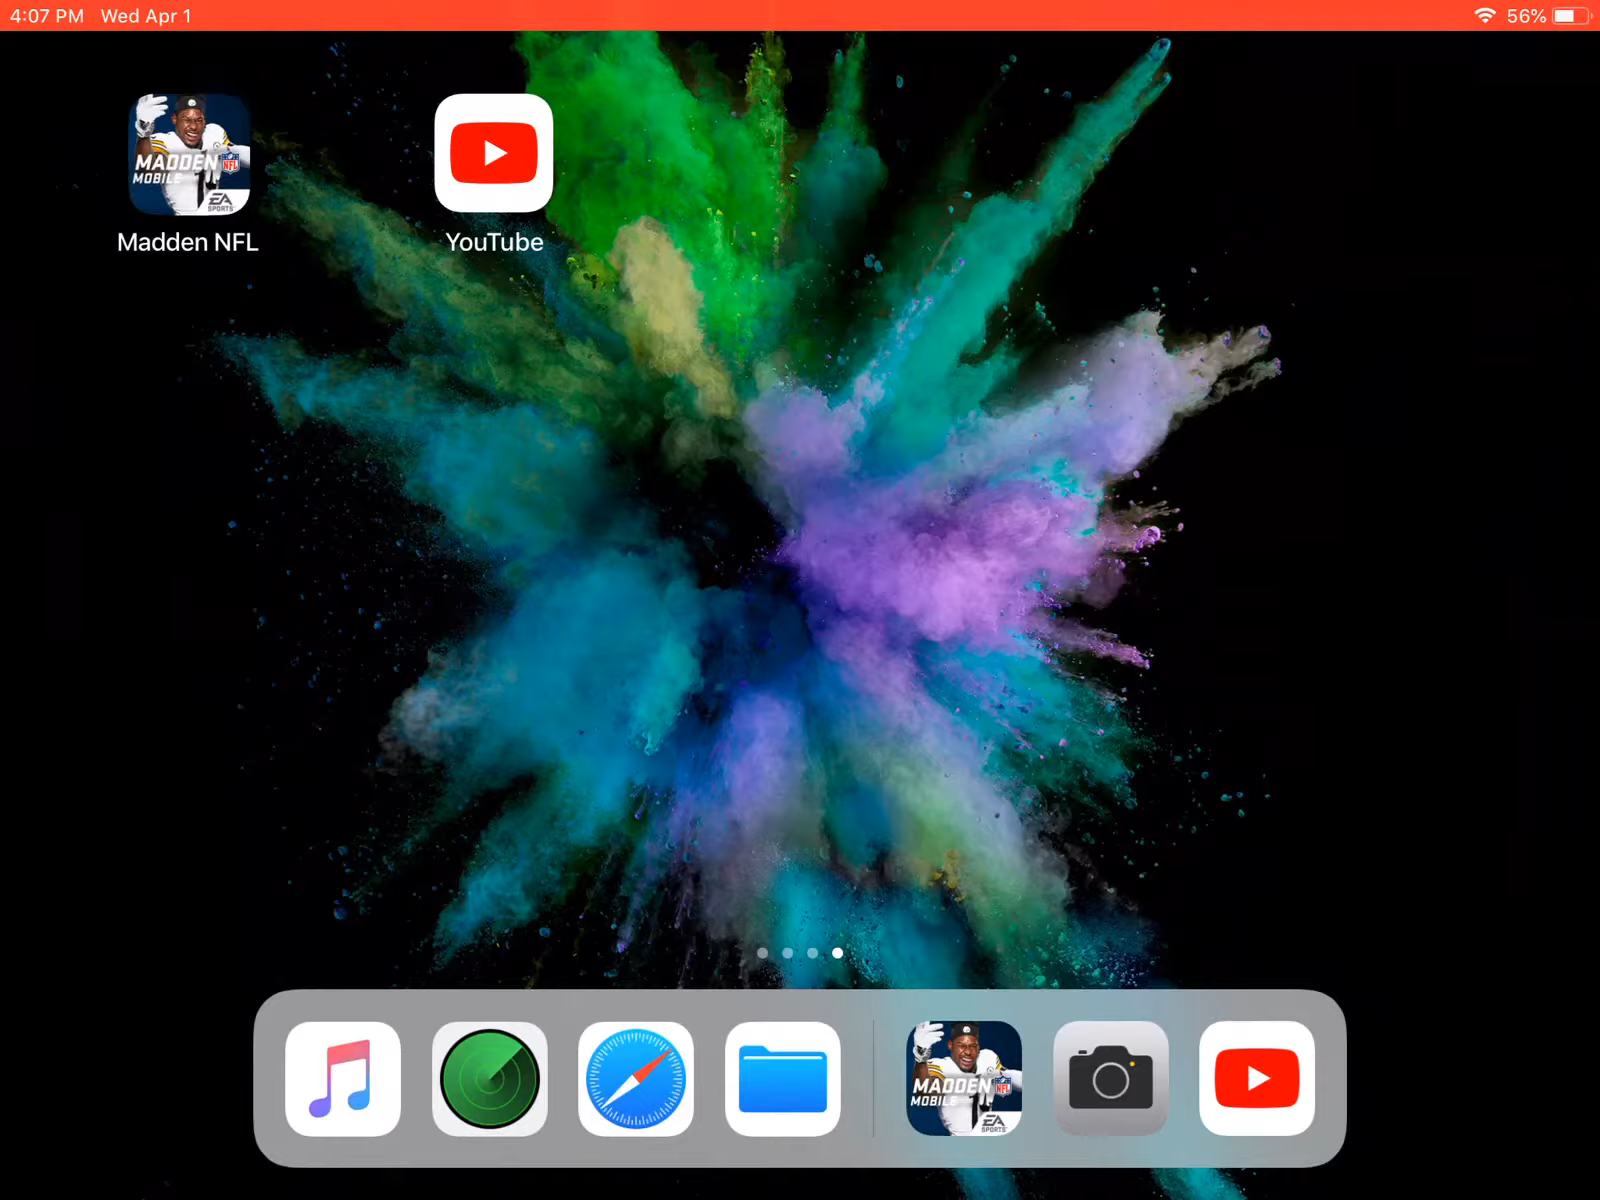 4:07 PM Wed Apr 1
56%
MADDEN NFL
MOBILE
EA
SPORTS
Madden NFL
YouTube
MADDEN NFL
MOBILE
EA
SPORTS